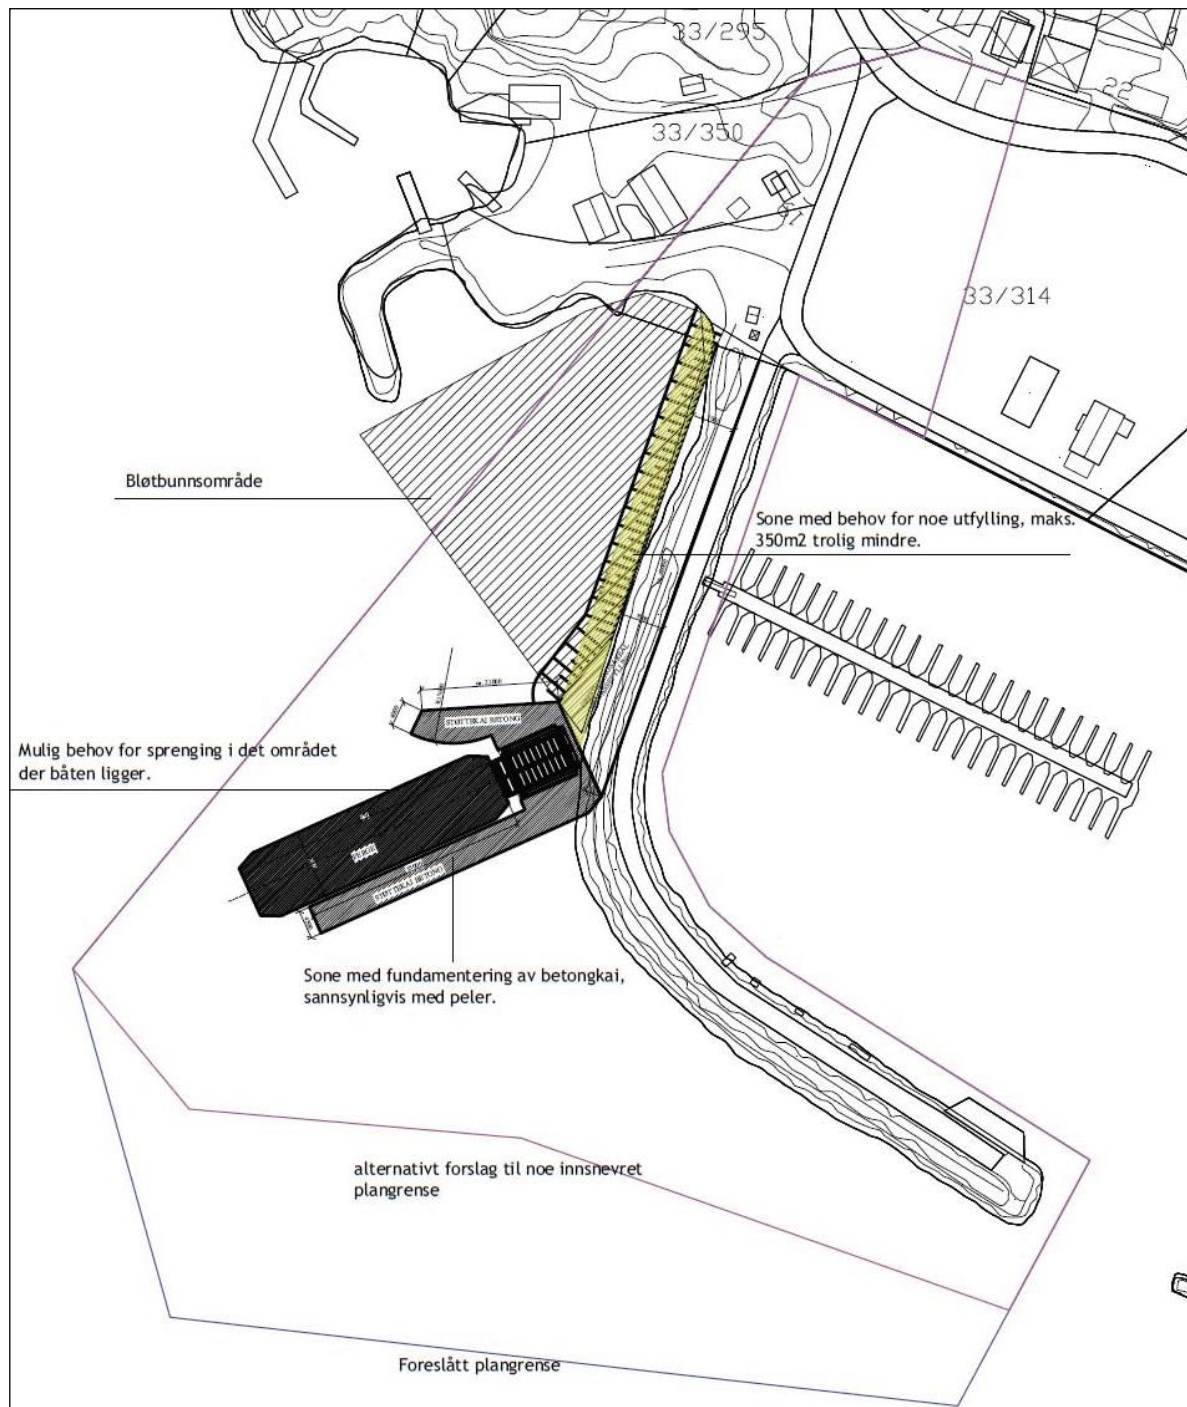 33/295
22
33/350
33/314
Bløtbunnsområde
Sone med behov for noe utfylling, maks.
350m2 trolig mindre.
STØTTEKAI BETONG
Mulig behov for sprenging i det området
der båten ligger.
STØTTEKAI BETONG
Sone med fundamentering av betongkai,
sannsynligvis med peler.
alternativt forslag til noe innsnevret
plangrense
Foreslått plangrense